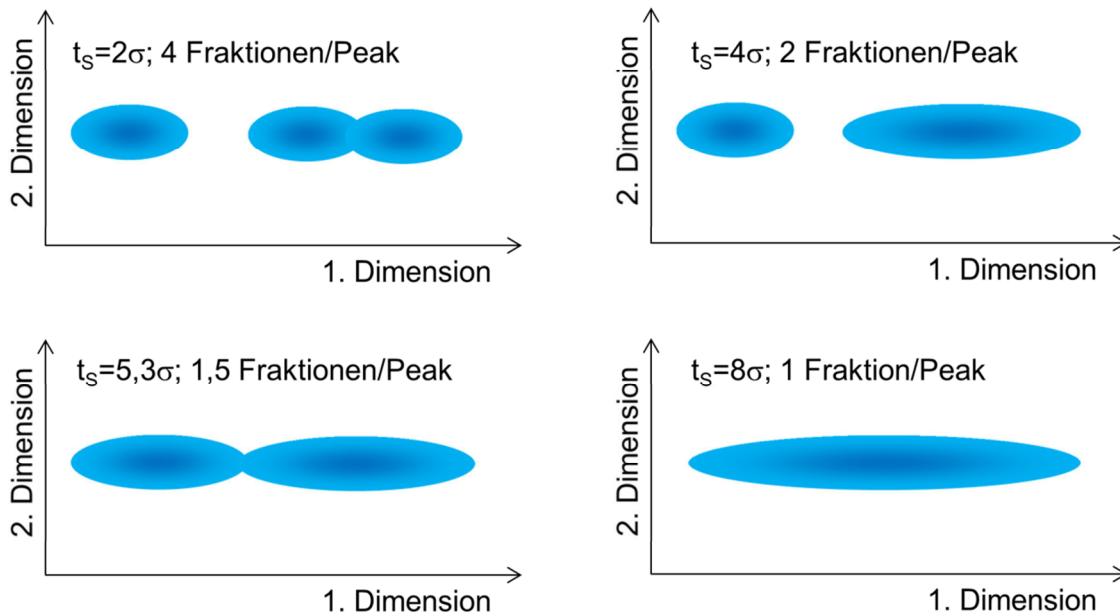 t_S=2σ; 4 Fraktionen/Peak
2. Dimension
1. Dimension
t_S=4σ; 2 Fraktionen/Peak
2. Dimension
1. Dimension
t_S=5,3σ; 1,5 Fraktionen/Peak
2. Dimension
1. Dimension
t_S=8σ; 1 Fraktion/Peak
2. Dimension
1. Dimension